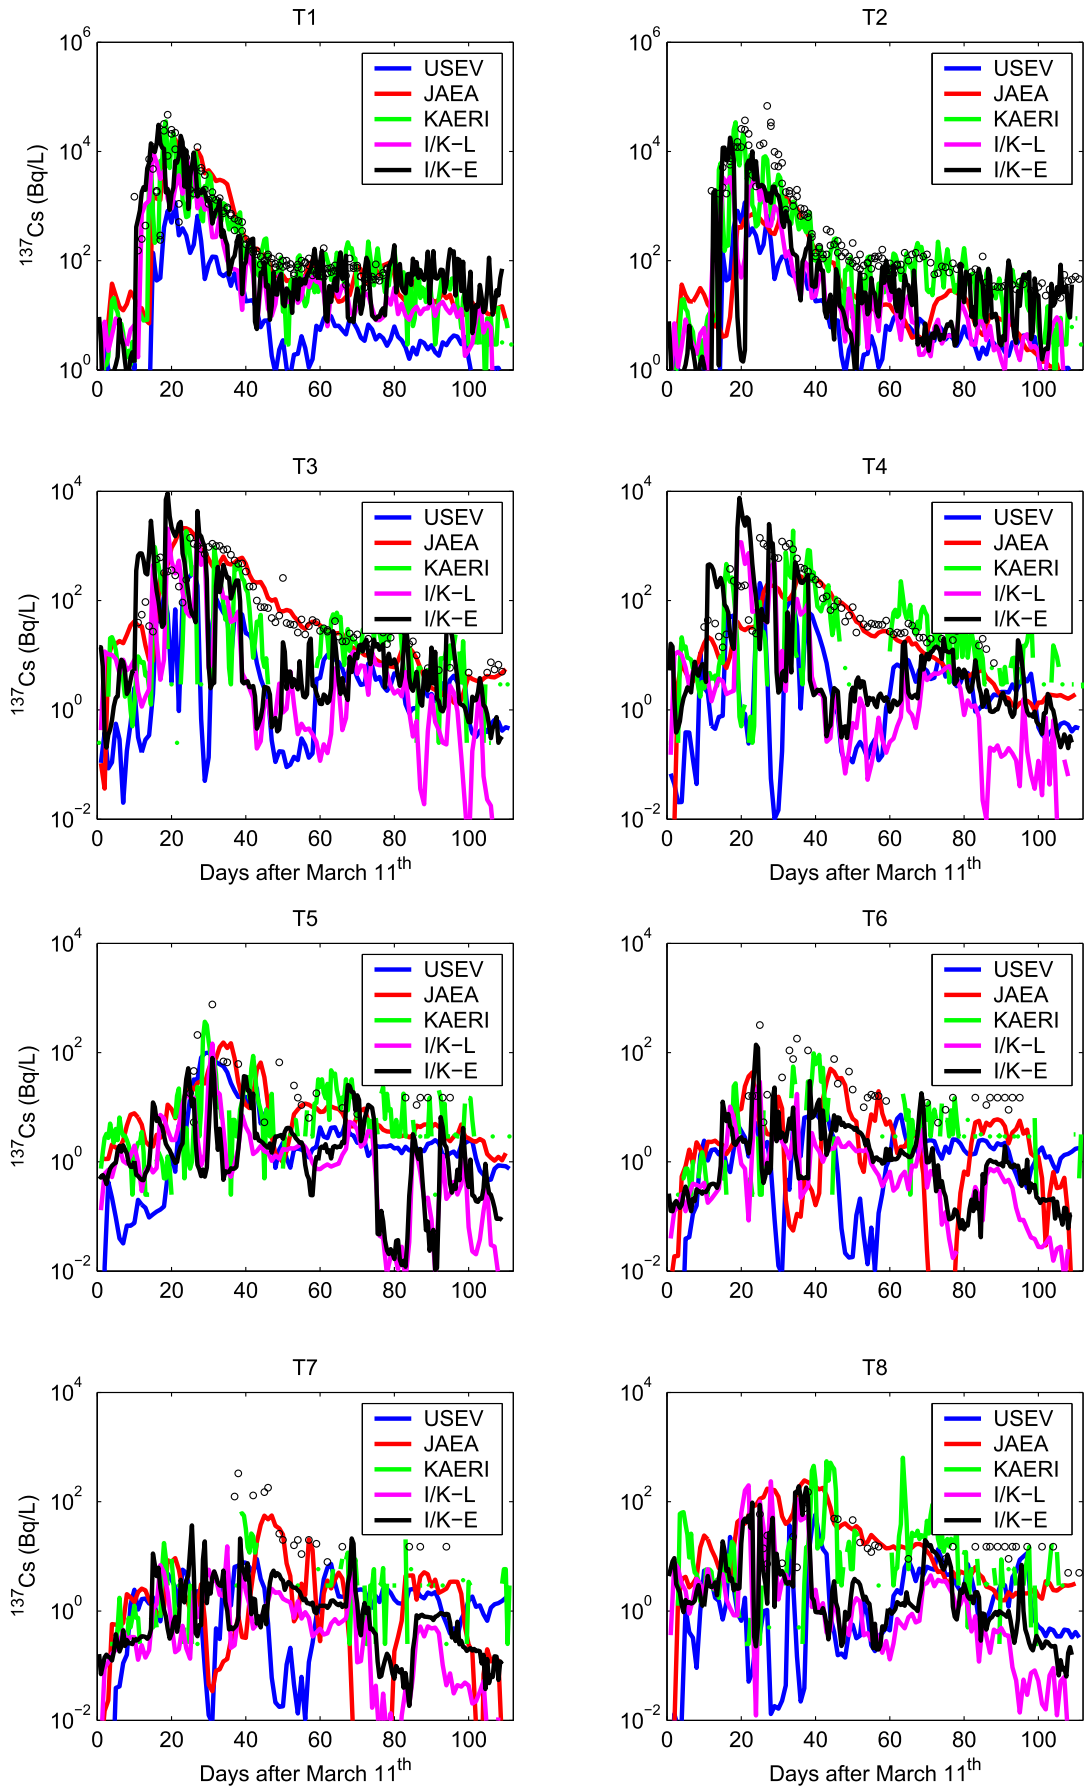 T1
10^6
10^4
10^2
10^0
137Cs (Bq/L)
USEV
JAEA
KAERI
I/K−L
I/K−E
0 20 40 60 80 100
T2
10^6
10^4
10^2
10^0
USEV
JAEA
KAERI
I/K−L
I/K−E
0 20 40 60 80 100
T3
10^4
10^2
10^0
10^−2
137Cs (Bq/L)
USEV
JAEA
KAERI
I/K−L
I/K−E
0 20 40 60 80 100
Days after March 11th
T4
10^4
10^2
10^0
10^−2
USEV
JAEA
KAERI
I/K−L
I/K−E
0 20 40 60 80 100
Days after March 11th
T5
10^4
10^2
10^0
10^−2
137Cs (Bq/L)
USEV
JAEA
KAERI
I/K−L
I/K−E
0 20 40 60 80 100
T6
10^4
10^2
10^0
10^−2
USEV
JAEA
KAERI
I/K−L
I/K−E
0 20 40 60 80 100
T7
10^4
10^2
10^0
10^−2
137Cs (Bq/L)
USEV
JAEA
KAERI
I/K−L
I/K−E
0 20 40 60 80 100
Days after March 11th
T8
10^4
10^2
10^0
10^−2
USEV
JAEA
KAERI
I/K−L
I/K−E
0 20 40 60 80 100
Days after March 11th